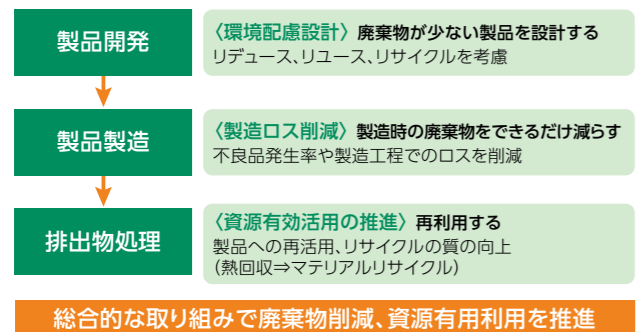 製品開発
〈環境配慮設計〉廃棄物が少ない製品を設計する
リデュース、リユース、リサイクルを考慮
製品製造
〈製造ロス削減〉製造時の廃棄物をできるだけ減らす
不良品発生率や製造工程でのロスを削減
排出物処理
〈資源有効活用の推進〉再利用する
製品への再活用、リサイクルの質の向上
（熱回収⇒マテリアルリサイクル）
総合的な取り組みで廃棄物削減、資源有用利用を推進